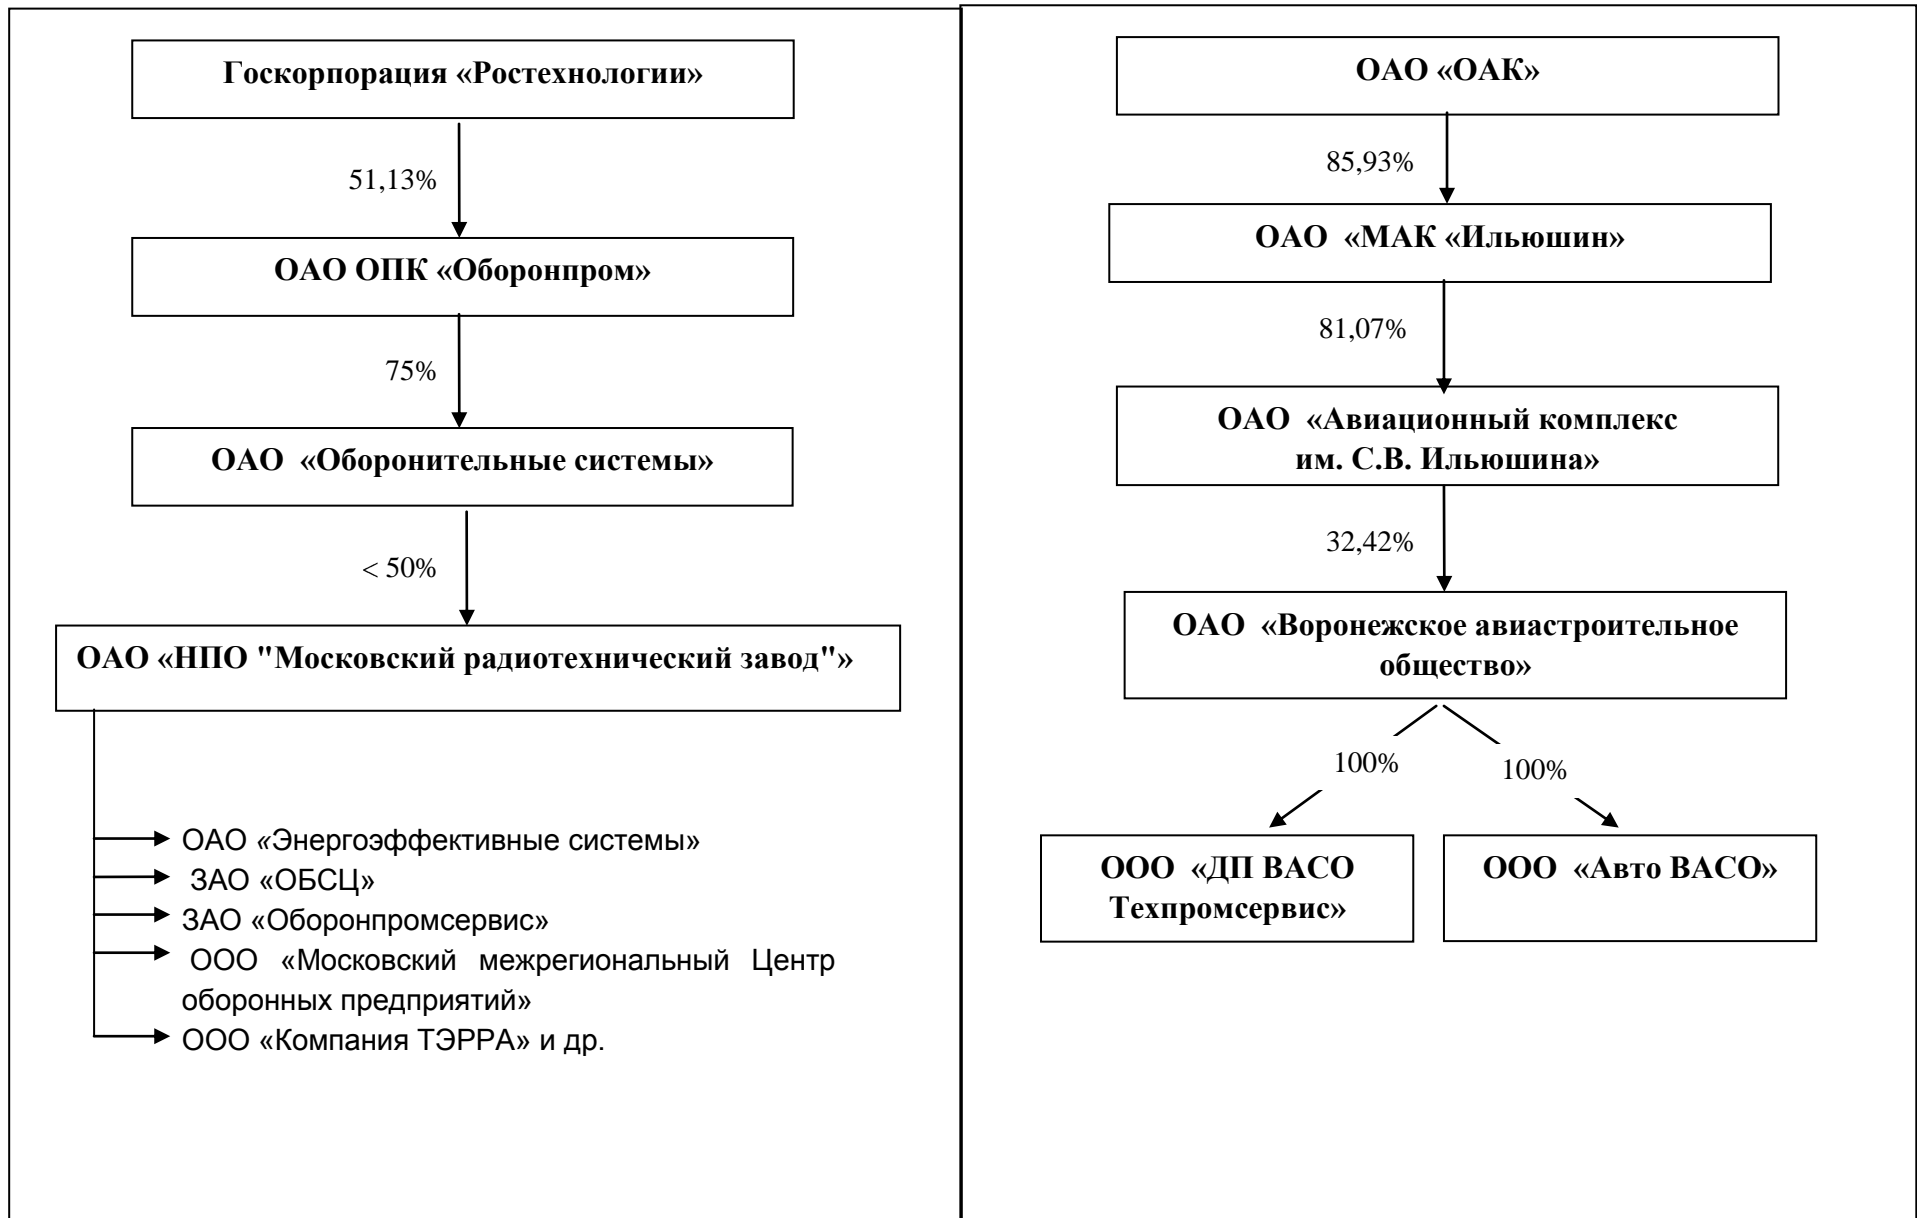 Госкорпорация «Ростехнологии»
51,13%
ОАО ОПК «Оборонпром»
75%
ОАО «Оборонительные системы»
< 50%
ОАО «НПО "Московский радиотехнический завод"»
ОАО «Энергоэффективные системы»
ЗАО «ОБСЦ»
ЗАО «Оборонпромсервис»
ООО «Московский межрегиональный Центр
оборонных предприятий»
ООО «Компания ТЭРРА» и др.
ОАО «ОАК»
85,93%
ОАО «МАК «Ильюшин»
81,07%
ОАО «Авиационный комплекс
им. С.В. Ильюшина»
32,42%
ОАО «Воронежское авиастроительное
общество»
100%
100%
ООО «ДП ВАСО
Техпромсервис»
ООО «Авто ВАСО»